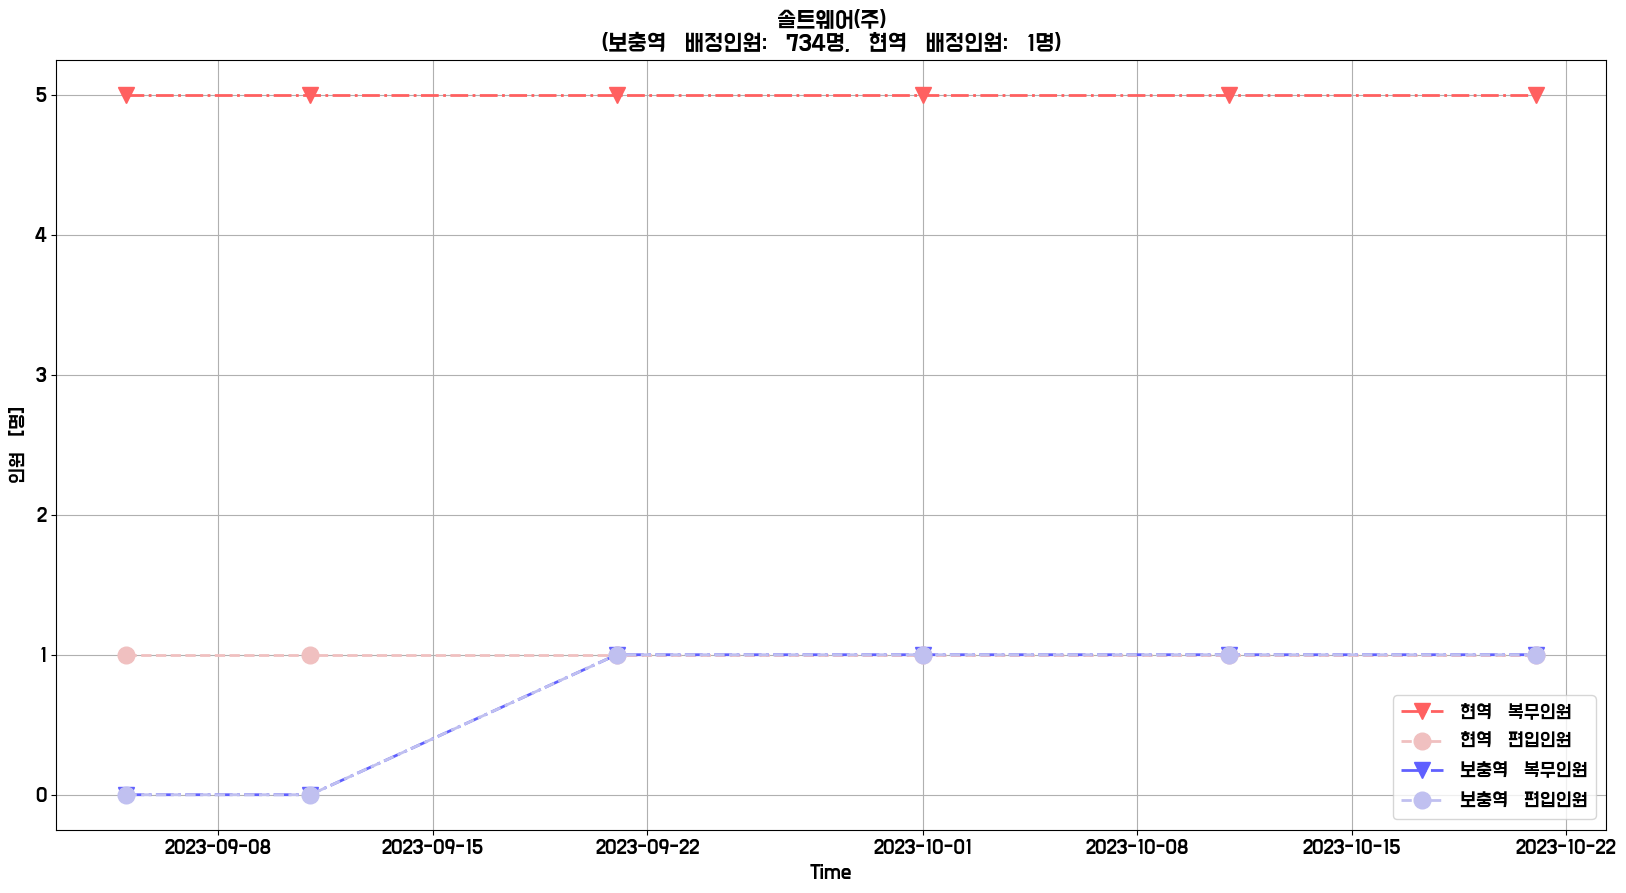 솔트웨어(주)
(보충역 배정인원: 734명, 현역 배정인원: 1명)
5
4
3
2
1
0
인원 [명]
2023-09-08
2023-09-15
2023-09-22
2023-10-01
2023-10-08
2023-10-15
2023-10-22
Time
현역 복무인원
현역 편입인원
보충역 복무인원
보충역 편입인원